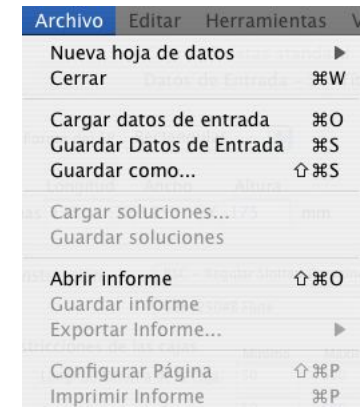 Archivo Editar Herramientas
Nueva hoja de datos ▶
Cerrar ⌘W
Cargar datos de entrada ⌘O
Guardar Datos de Entrada ⌘S
Guardar como... ⇧⌘S
Cargar soluciones...
Guardar soluciones
Abrir informe ⇧⌘O
Guardar informe
Exportar Informe... ▶
Configurar Página ⇧⌘P
Imprimir Informe ⌘P